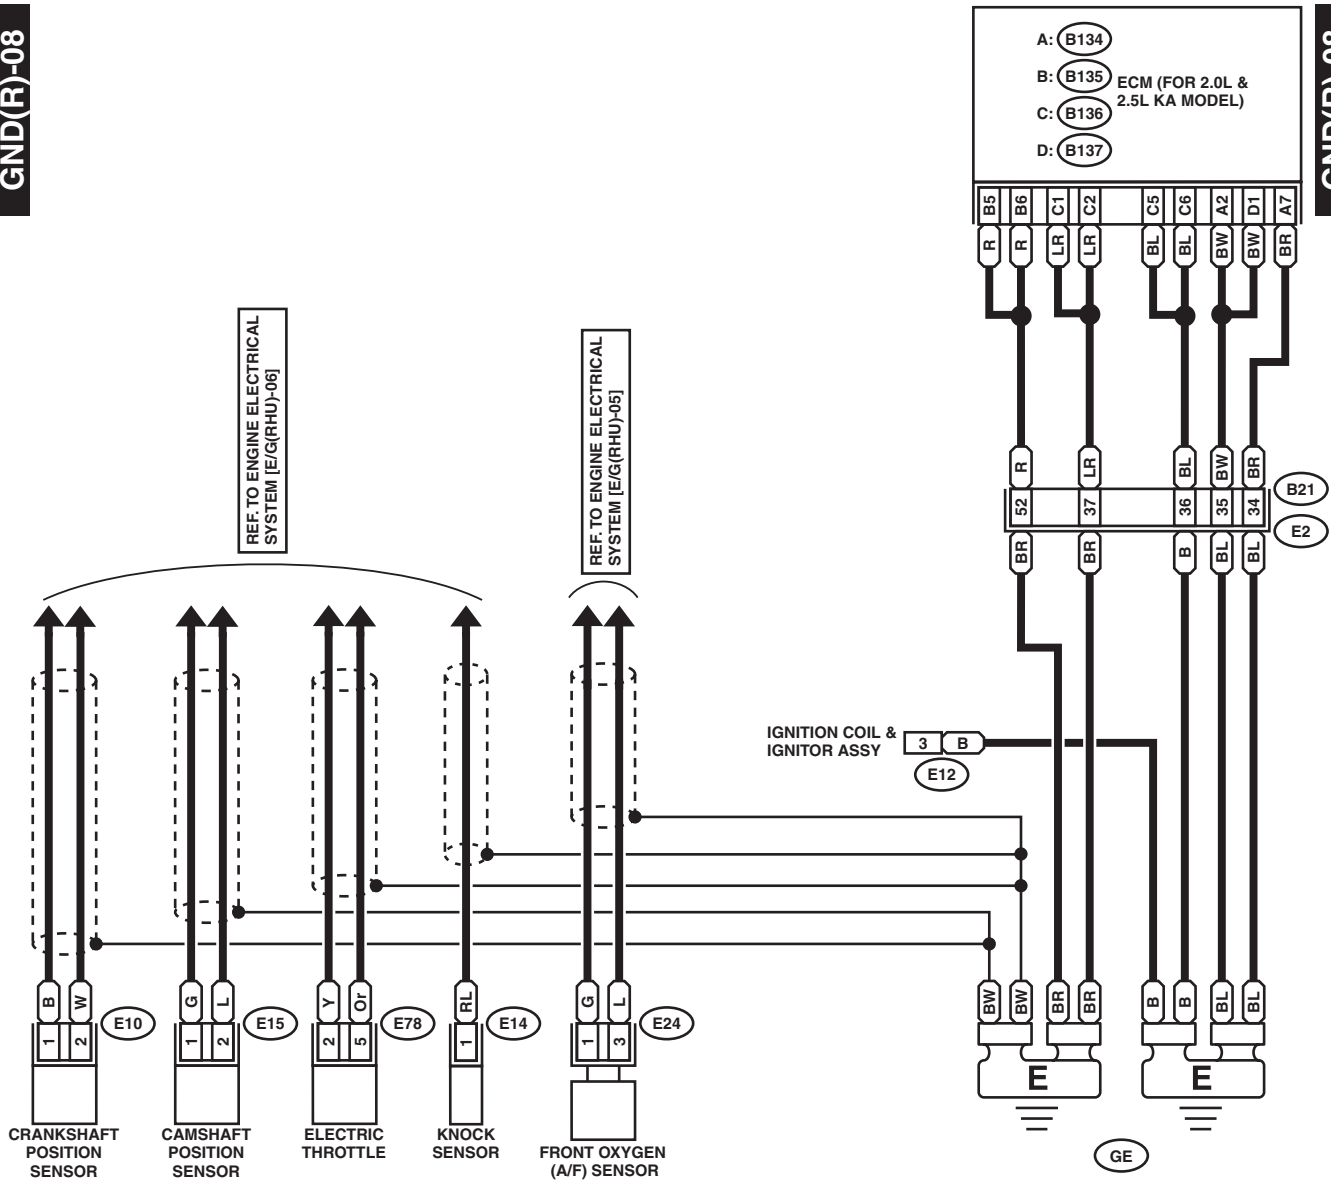 GND(R)-08
GND(R)-08
A: B134
B: B135
C: B136
D: B137
ECM (FOR 2.0L &
2.5L KA MODEL)
B5 B6 C1 C2 C5 C6 A2 D1 A7
R R LR LR BL BL BW BW BR
REF. TO ENGINE ELECTRICAL
SYSTEM [E/G(RHU)-06]
REF. TO ENGINE ELECTRICAL
SYSTEM [E/G(RHU)-05]
R LR BL BW BR
B21
52 37 36 35 34
E2
BR BR B BL BL
IGNITION COIL &
IGNITOR ASSY
3 B
E12
B W G L Y Or RL G L BW BW BR BR B B BL BL
1 2 E10 1 2 E15 2 5 E78 1 E14 1 3 E24
E E
CRANKSHAFT
POSITION
SENSOR
CAMSHAFT
POSITION
SENSOR
ELECTRIC
THROTTLE
KNOCK
SENSOR
FRONT OXYGEN
(A/F) SENSOR
GE